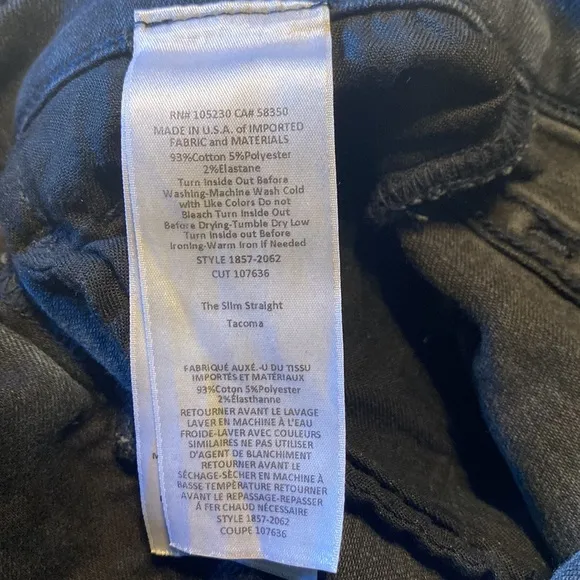 RN# 105230 CA# 58350
MADE IN U.S.A. of IMPORTED
FABRIC and MATERIALS
93%Cotton 5%Polyester
2%Elastane
Turn Inside Out Before
Washing-Machine Wash Cold
with Like Colors Do not
Bleach Turn Inside Out
Before Drying-Tumble Dry Low
Turn Inside Out Before
Ironing-Warm Iron if Needed
STYLE 1857-2062
CUT 107636
The Slim Straight
Tacoma
FABRIQUÉ AUXÉ.-U DU TISSU
IMPORTÉS ET MATÉRIAUX
93%Coton 5%Polyester
2%Élasthanne
RETOURNER AVANT LE LAVAGE
LAVER EN MACHINE À L'EAU
FROIDE-LAVER AVEC COULEURS
SIMILAIRES NE PAS UTILISER
D'AGENT DE BLANCHIMENT
RETOURNER AVANT LE
SÉCHAGE-SÉCHER EN MACHINE À
BASSE TEMPÉRATURE RETOURNER
AVANT LE REPASSAGE-REPASSER
À FER CHAUD NÉCESSAIRE
STYLE 1857-2062
COUPE 107636